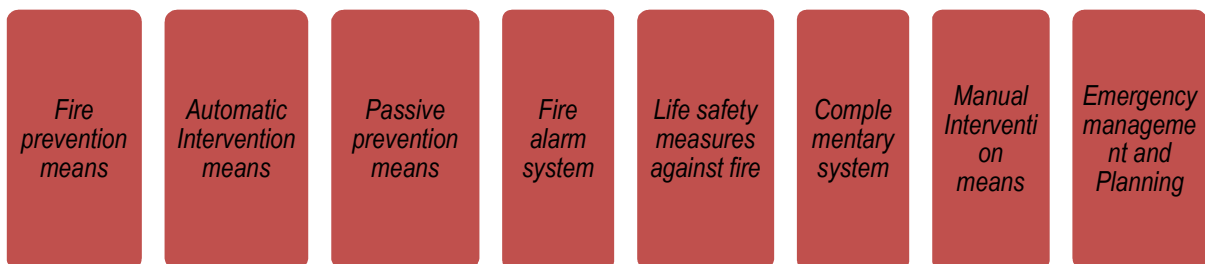 Fire
prevention
means
Automatic
Intervention
means
Passive
prevention
means
Fire
alarm
system
Life safety
measures
against fire
Comple
mentary
system
Manual
Interventi
on
means
Emergency
manageme
nt and
Planning